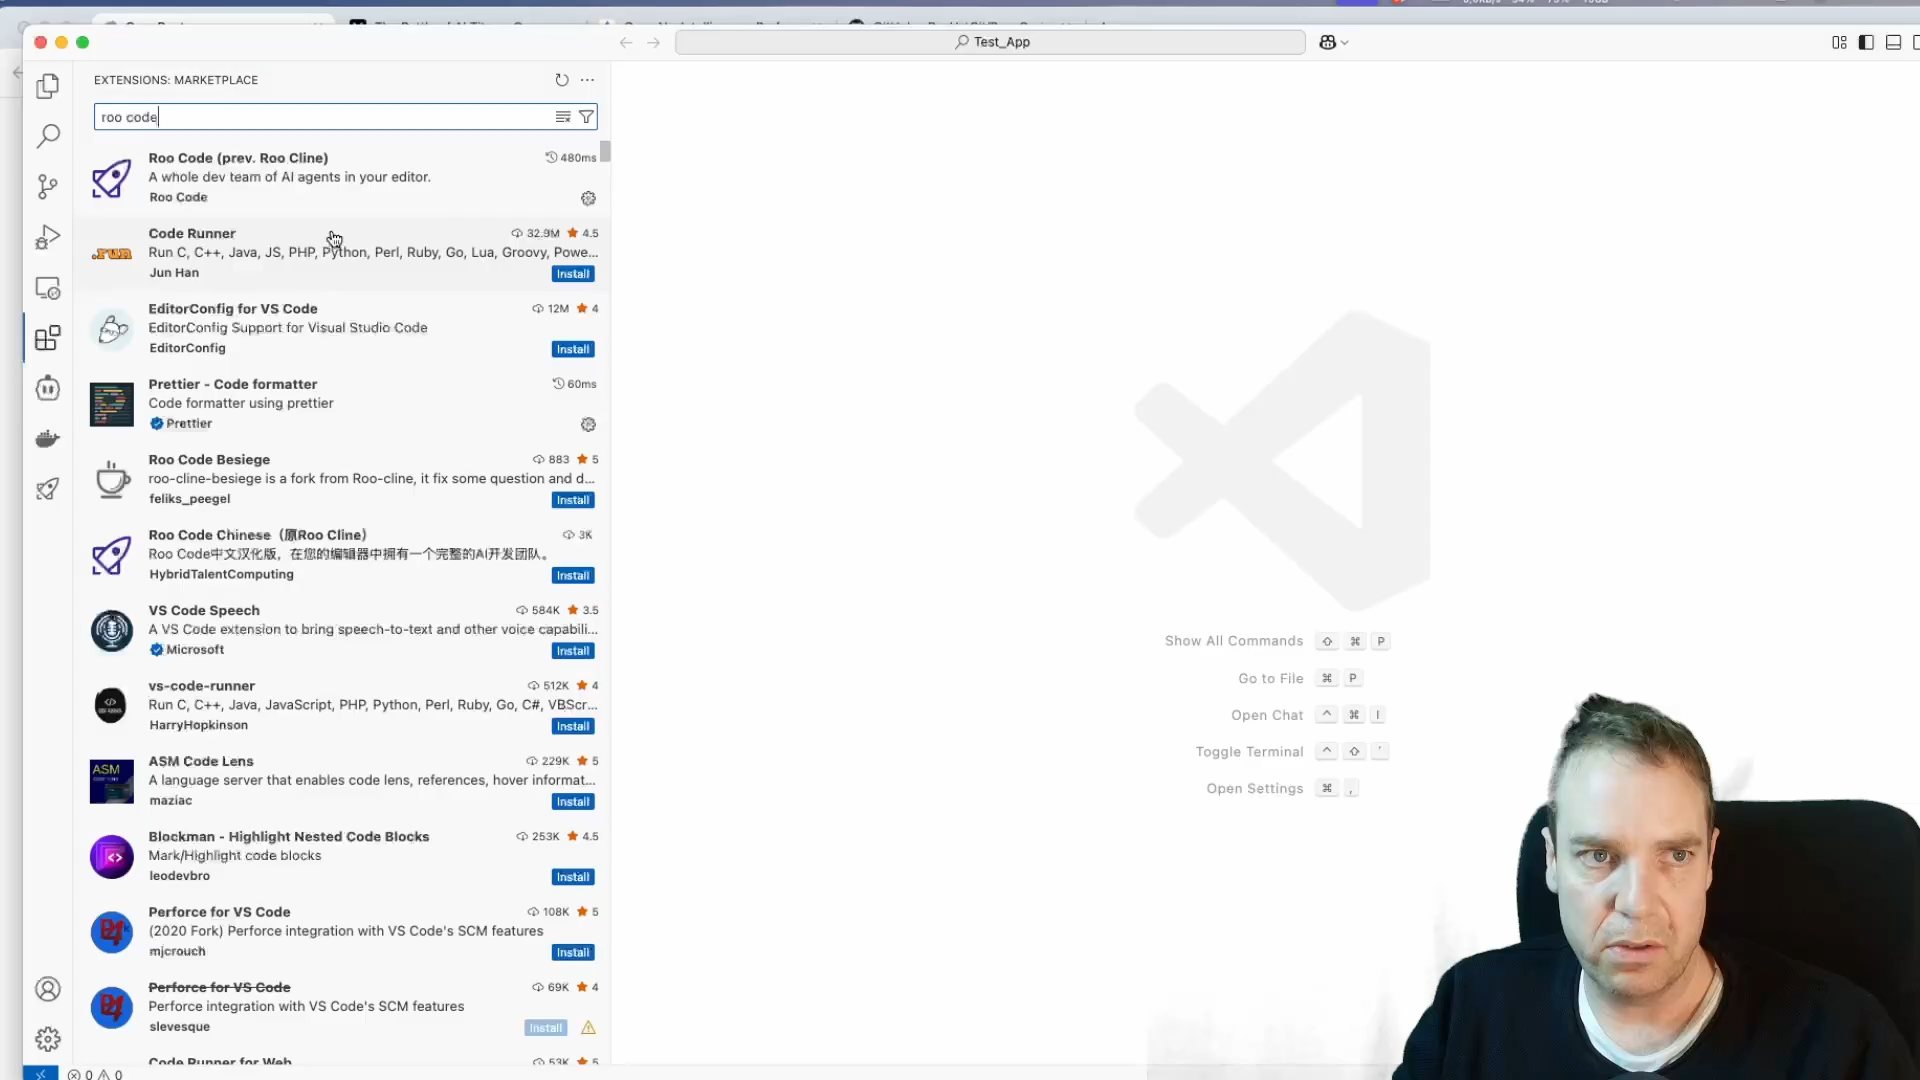 Test_App
EXTENSIONS: MARKETPLACE
roo code
Roo Code (prev. Roo Cline)
480ms
A whole dev team of AI agents in your editor.
Roo Code
Code Runner
32.9M 4.5
Run C, C++, Java, JS, PHP, Python, Perl, Ruby, Go, Lua, Groovy, Powe...
Jun Han
Install
EditorConfig for VS Code
12M 4
EditorConfig Support for Visual Studio Code
EditorConfig
Install
Prettier - Code formatter
60ms
Code formatter using prettier
Prettier
Roo Code Besiege
883 5
roo-cline-besiege is a fork from Roo-cline, it fix some question and d...
feliks_peegel
Install
Roo Code Chinese（原Roo Cline）
3K
Roo Code中文汉化版，在您的编辑器中拥有一个完整的AI开发团队。
HybridTalentComputing
Install
VS Code Speech
584K 3.5
A VS Code extension to bring speech-to-text and other voice capabili...
Microsoft
Install
vs-code-runner
512K 4
Run C, C++, Java, JavaScript, PHP, Python, Perl, Ruby, Go, C#, VBScr...
HarryHopkinson
Install
ASM Code Lens
229K 5
A language server that enables code lens, references, hover informat...
maziac
Install
Blockman - Highlight Nested Code Blocks
253K 4.5
Mark/Highlight code blocks
leodevbro
Install
Perforce for VS Code
108K 5
(2020 Fork) Perforce integration with VS Code's SCM features
mjcrouch
Install
Perforce for VS Code
69K 4
Perforce integration with VS Code's SCM features
slevesque
Install
Code Runner for Web
53K 5
0 0
.run
ASM
Show All Commands ⇧ ⌘ P
Go to File ⌘ P
Open Chat ^ ⌘ I
Toggle Terminal ^ ⇧ '
Open Settings ⌘ ,